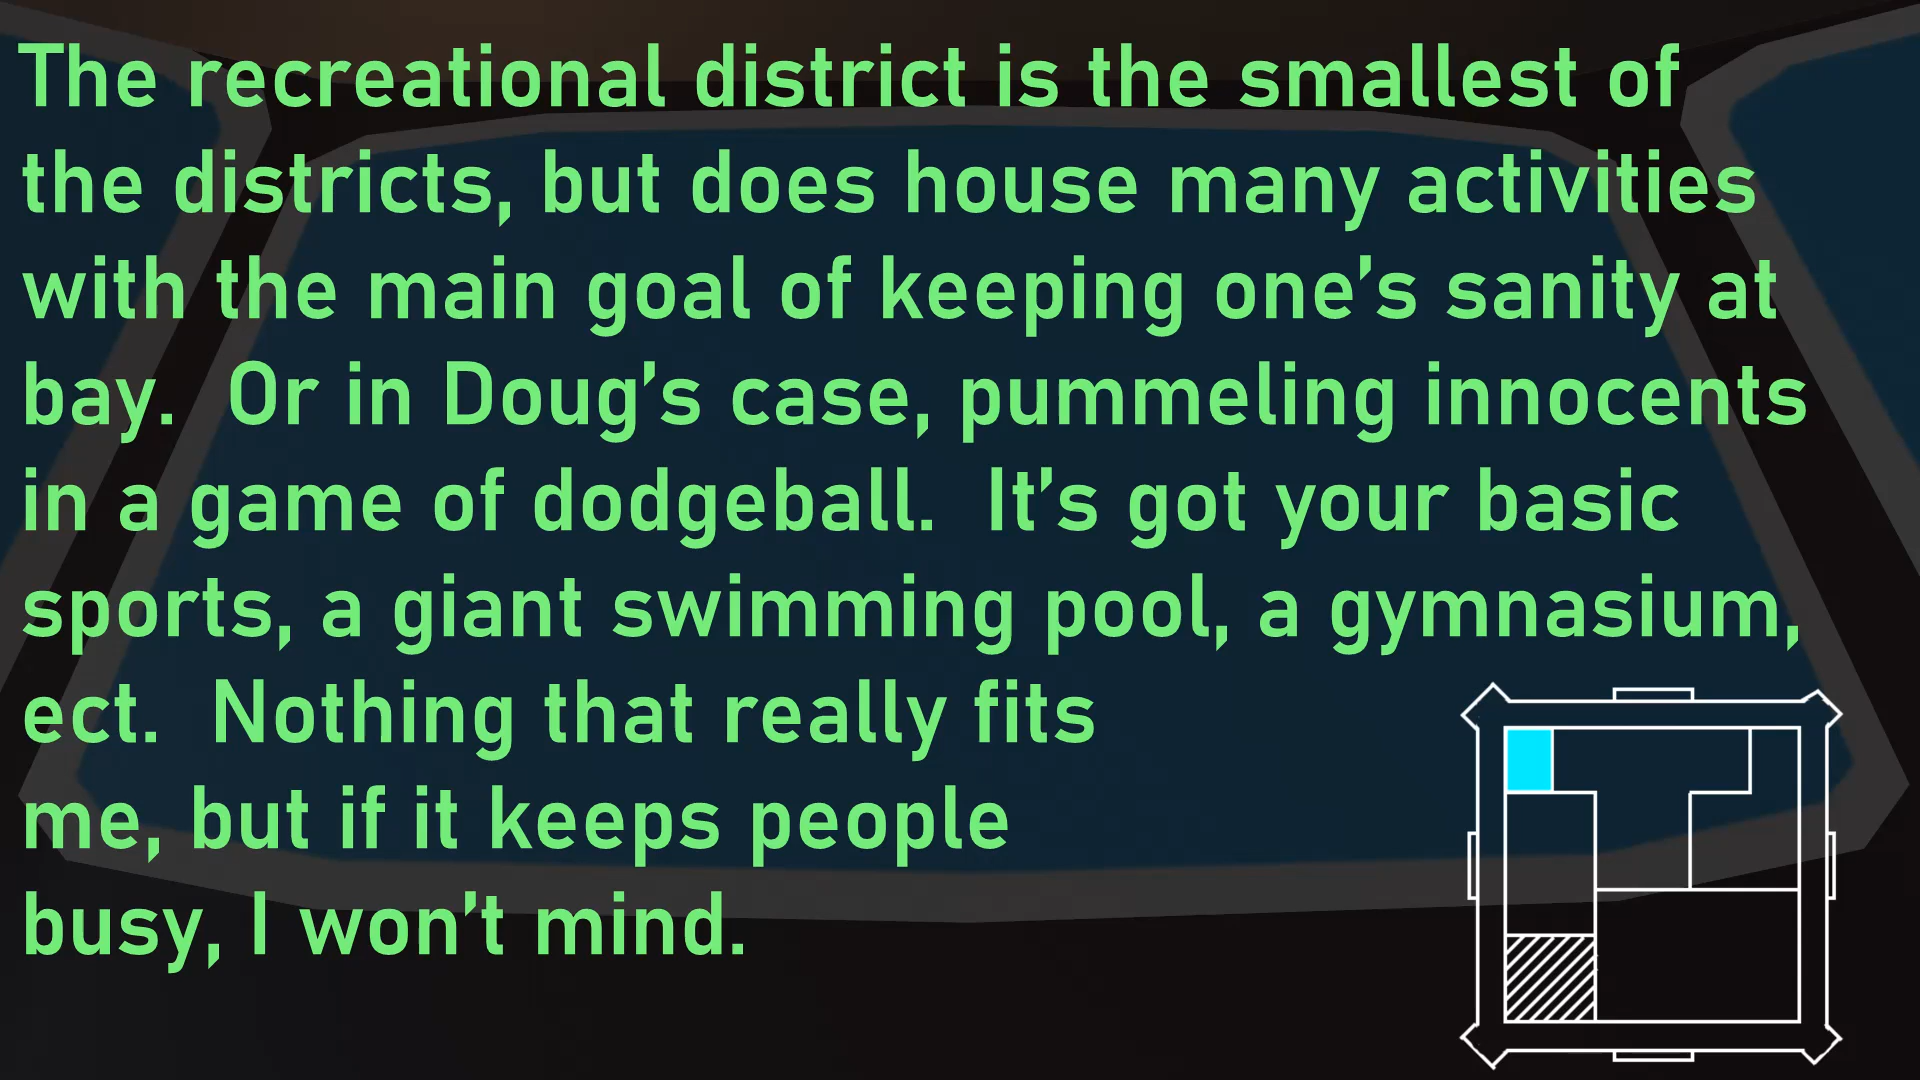 The recreational district is the smallest of
the districts, but does house many activities
with the main goal of keeping one's sanity at
bay.  Or in Doug's case, pummeling innocents
in a game of dodgeball.  It's got your basic
sports, a giant swimming pool, a gymnasium,
ect.  Nothing that really fits
me, but if it keeps people
busy, I won't mind.